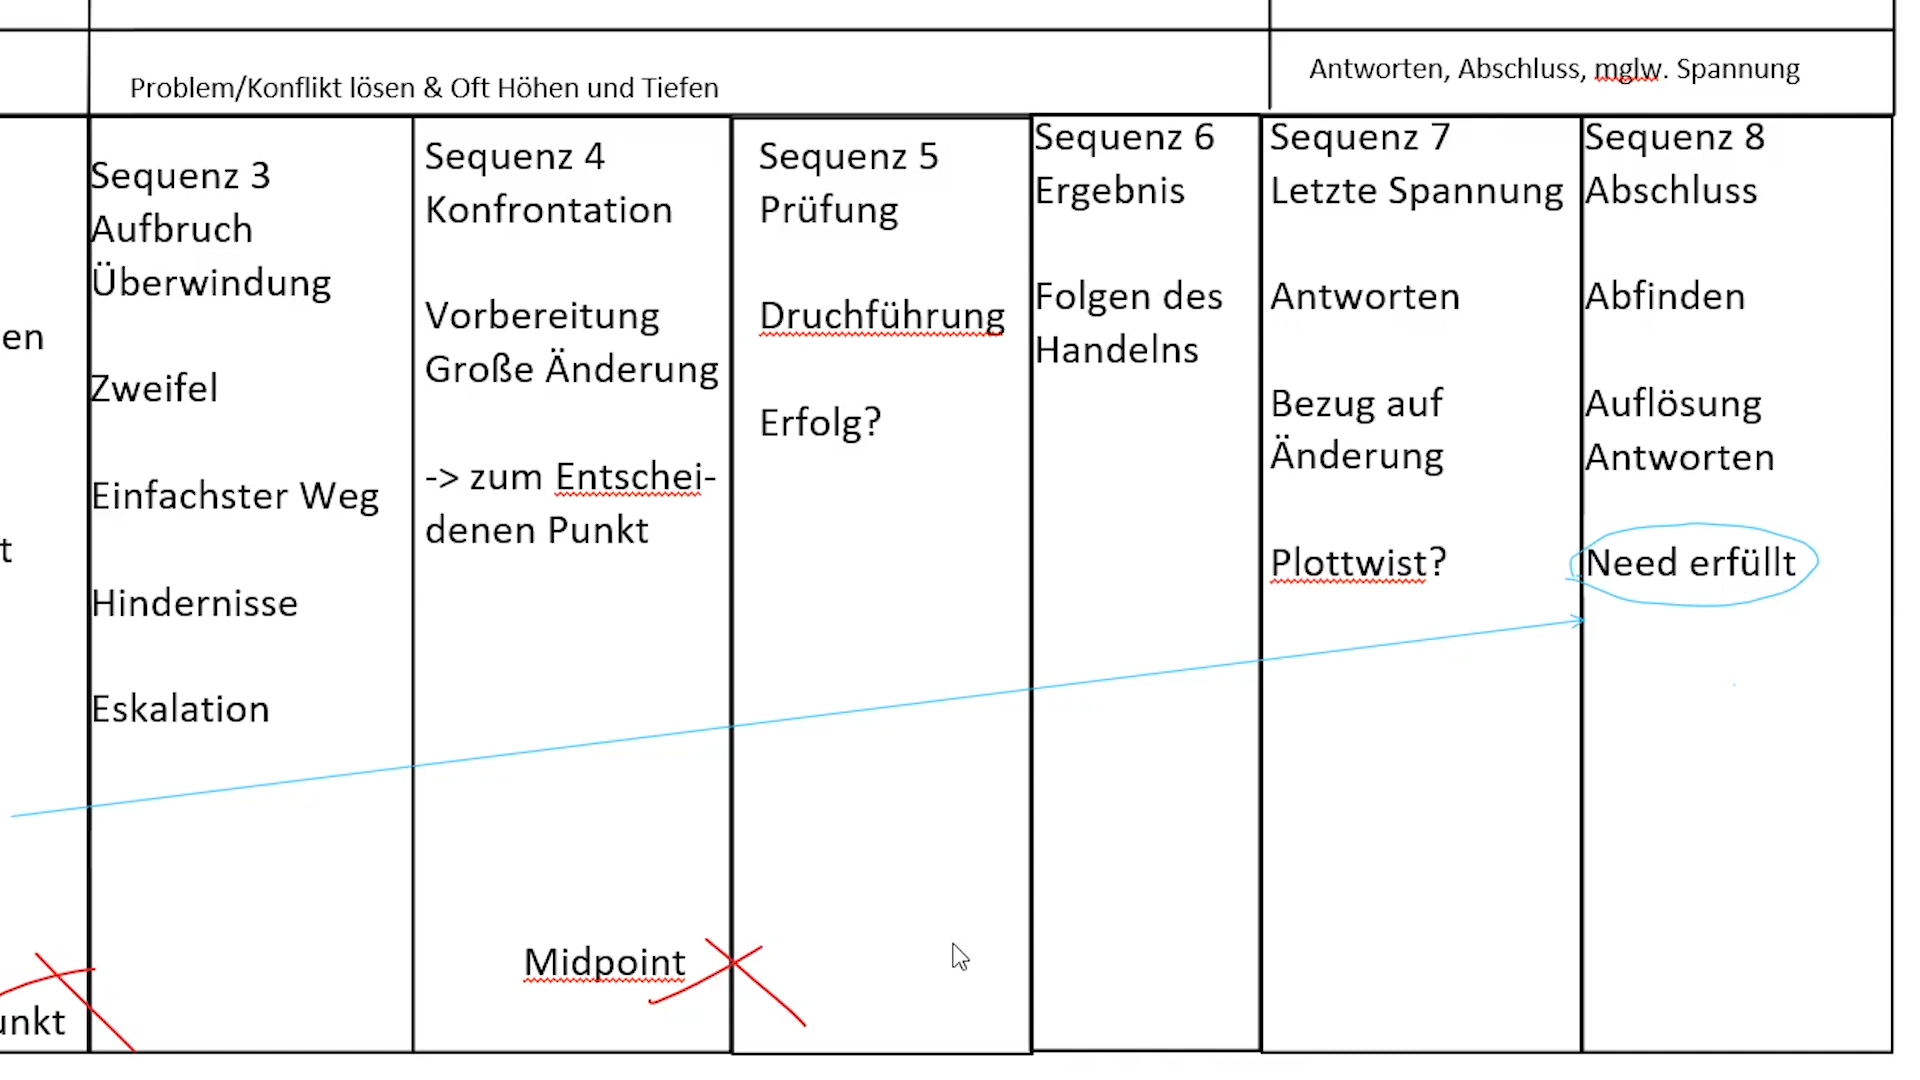 Problem/Konflikt lösen & Oft Höhen und Tiefen
Antworten, Abschluss, mglw. Spannung
en
t
unkt
Sequenz 3
Aufbruch
Überwindung
Zweifel
Einfachster Weg
Hindernisse
Eskalation
Sequenz 4
Konfrontation
Vorbereitung
Große Änderung
-> zum Entschei-
denen Punkt
Midpoint
Sequenz 5
Prüfung
Druchführung
Erfolg?
Sequenz 6
Ergebnis
Folgen des
Handelns
Sequenz 7
Letzte Spannung
Antworten
Bezug auf
Änderung
Plottwist?
Sequenz 8
Abschluss
Abfinden
Auflösung
Antworten
Need erfüllt